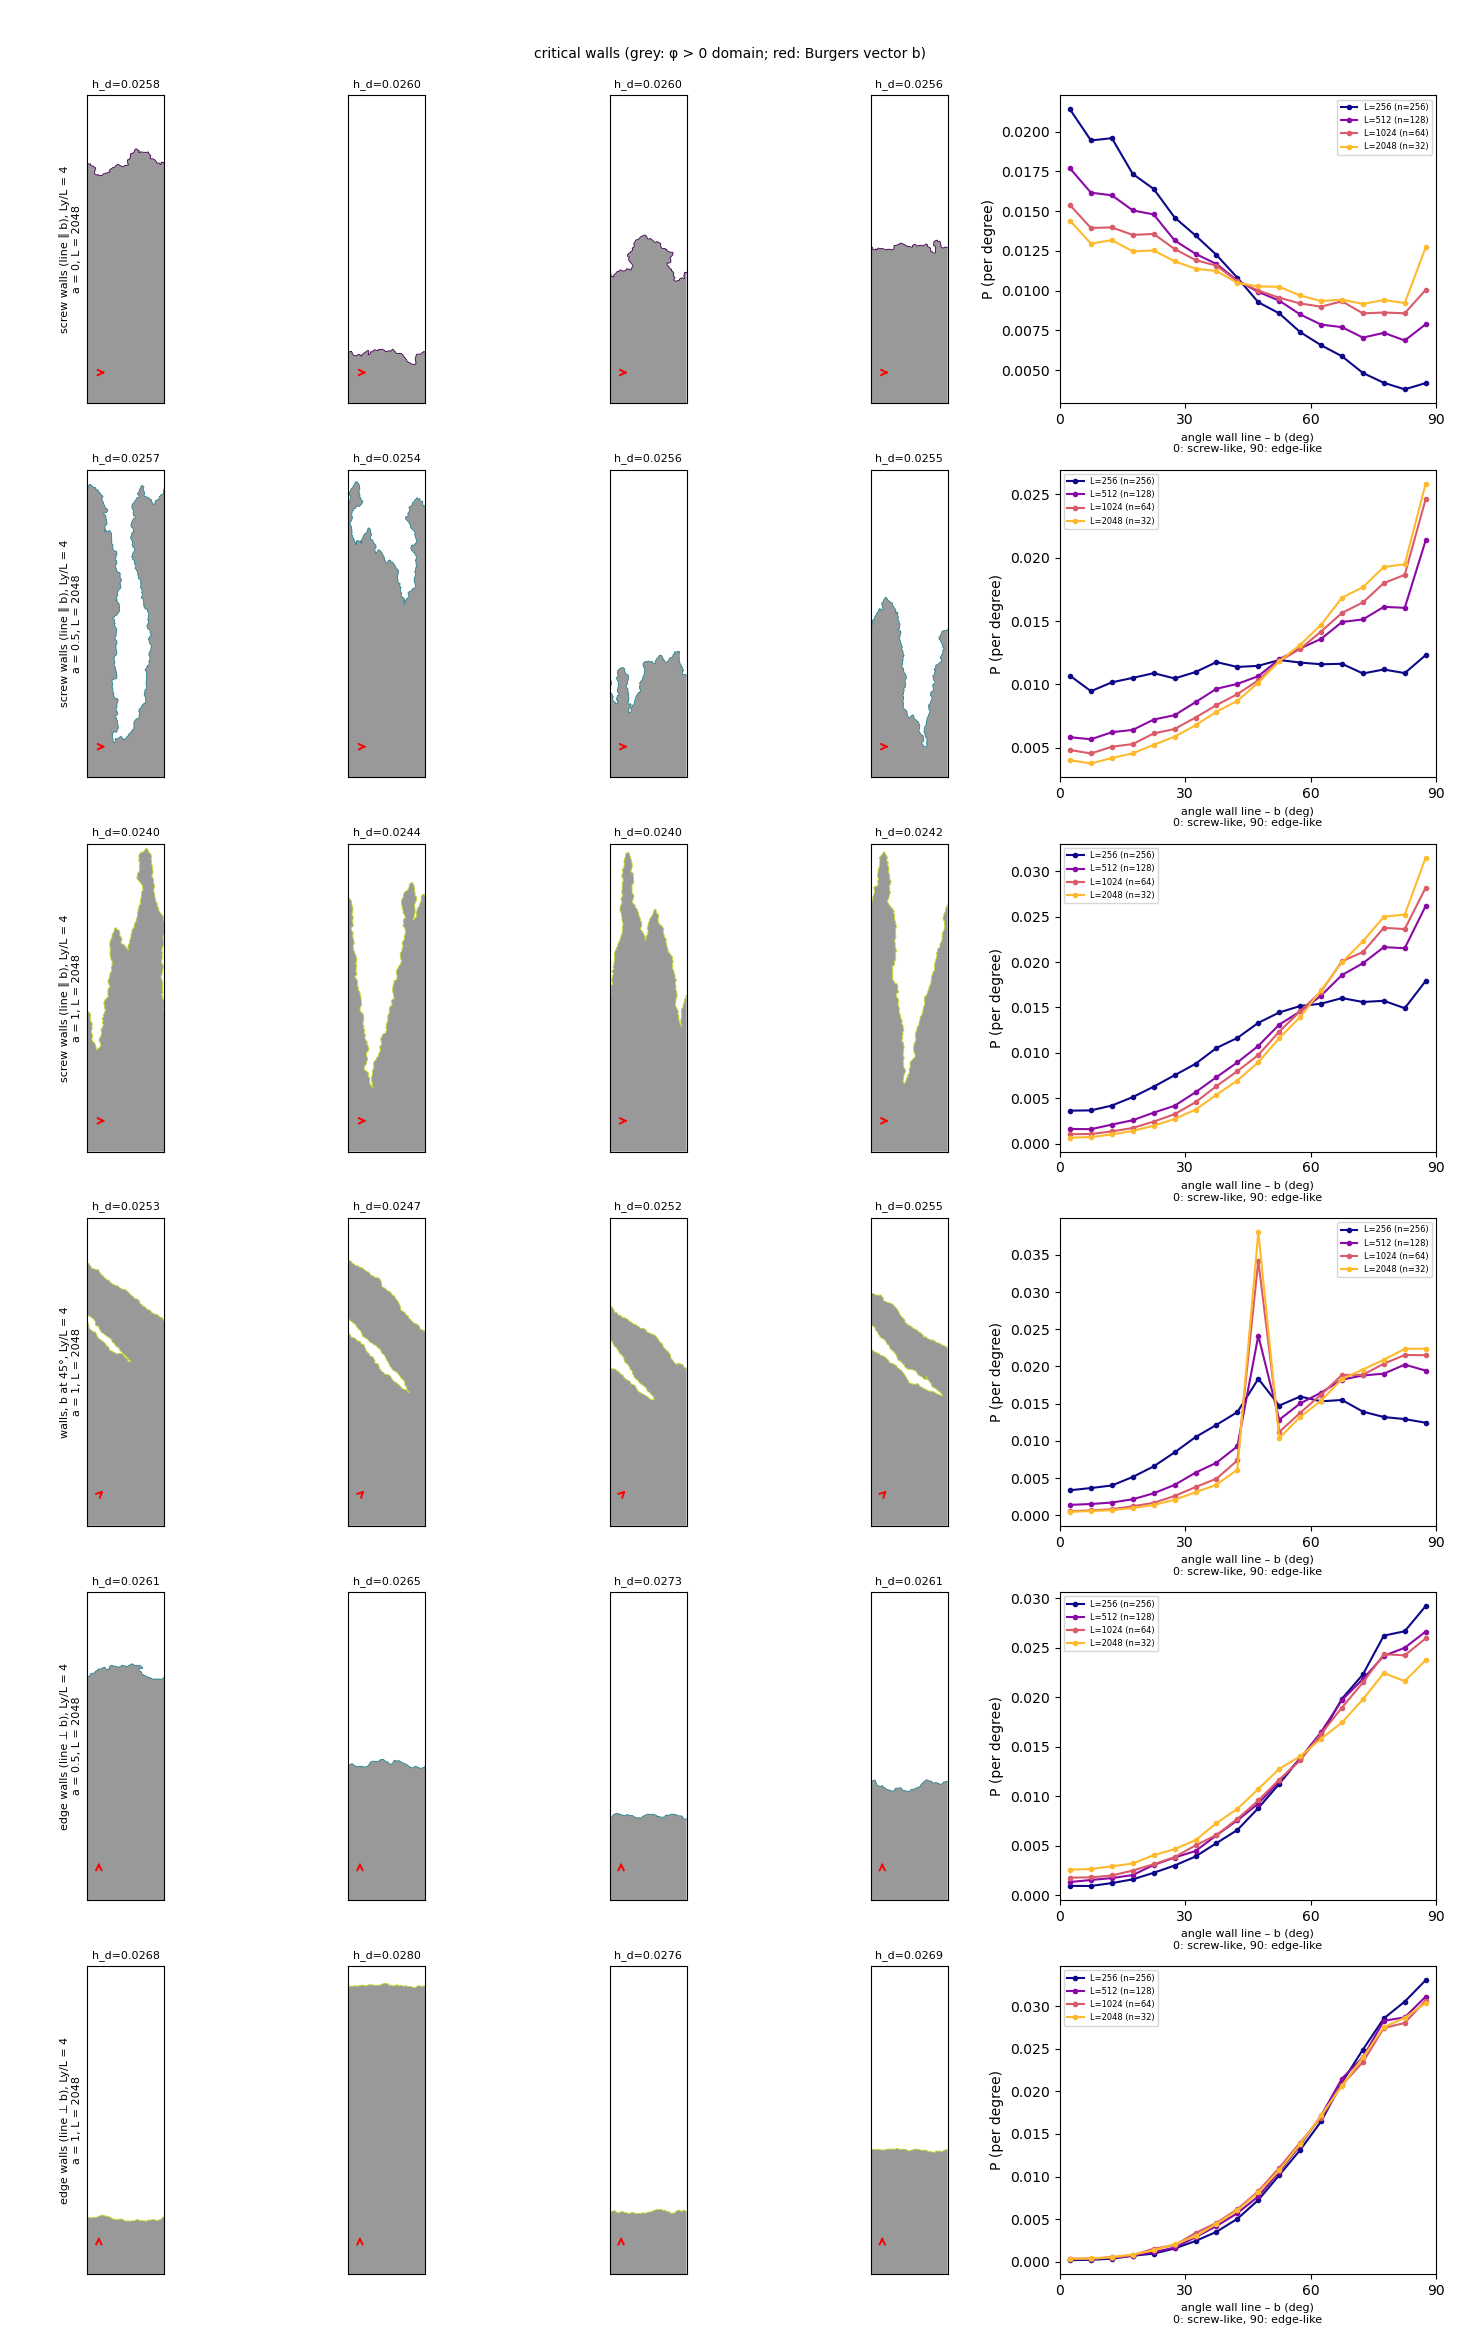 critical walls (grey: φ > 0 domain; red: Burgers vector b)
h_d=0.0258
h_d=0.0260
h_d=0.0260
h_d=0.0256
screw walls (line ∥ b), Ly/L = 4
a = 0, L = 2048
P (per degree)
0.0200
0.0175
0.0150
0.0125
0.0100
0.0075
0.0050
L=256 (n=256)
L=512 (n=128)
L=1024 (n=64)
L=2048 (n=32)
0 30 60 90
angle wall line – b (deg)
0: screw-like, 90: edge-like
h_d=0.0257
h_d=0.0254
h_d=0.0256
h_d=0.0255
screw walls (line ∥ b), Ly/L = 4
a = 0.5, L = 2048
P (per degree)
0.025
0.020
0.015
0.010
0.005
L=256 (n=256)
L=512 (n=128)
L=1024 (n=64)
L=2048 (n=32)
0 30 60 90
angle wall line – b (deg)
0: screw-like, 90: edge-like
h_d=0.0240
h_d=0.0244
h_d=0.0240
h_d=0.0242
screw walls (line ∥ b), Ly/L = 4
a = 1, L = 2048
P (per degree)
0.030
0.025
0.020
0.015
0.010
0.005
0.000
L=256 (n=256)
L=512 (n=128)
L=1024 (n=64)
L=2048 (n=32)
0 30 60 90
angle wall line – b (deg)
0: screw-like, 90: edge-like
h_d=0.0253
h_d=0.0247
h_d=0.0252
h_d=0.0255
walls, b at 45°, Ly/L = 4
a = 1, L = 2048
P (per degree)
0.035
0.030
0.025
0.020
0.015
0.010
0.005
0.000
L=256 (n=256)
L=512 (n=128)
L=1024 (n=64)
L=2048 (n=32)
0 30 60 90
angle wall line – b (deg)
0: screw-like, 90: edge-like
h_d=0.0261
h_d=0.0265
h_d=0.0273
h_d=0.0261
edge walls (line ⊥ b), Ly/L = 4
a = 0.5, L = 2048
P (per degree)
0.030
0.025
0.020
0.015
0.010
0.005
0.000
L=256 (n=256)
L=512 (n=128)
L=1024 (n=64)
L=2048 (n=32)
0 30 60 90
angle wall line – b (deg)
0: screw-like, 90: edge-like
h_d=0.0268
h_d=0.0280
h_d=0.0276
h_d=0.0269
edge walls (line ⊥ b), Ly/L = 4
a = 1, L = 2048
P (per degree)
0.030
0.025
0.020
0.015
0.010
0.005
0.000
L=256 (n=256)
L=512 (n=128)
L=1024 (n=64)
L=2048 (n=32)
0 30 60 90
angle wall line – b (deg)
0: screw-like, 90: edge-like